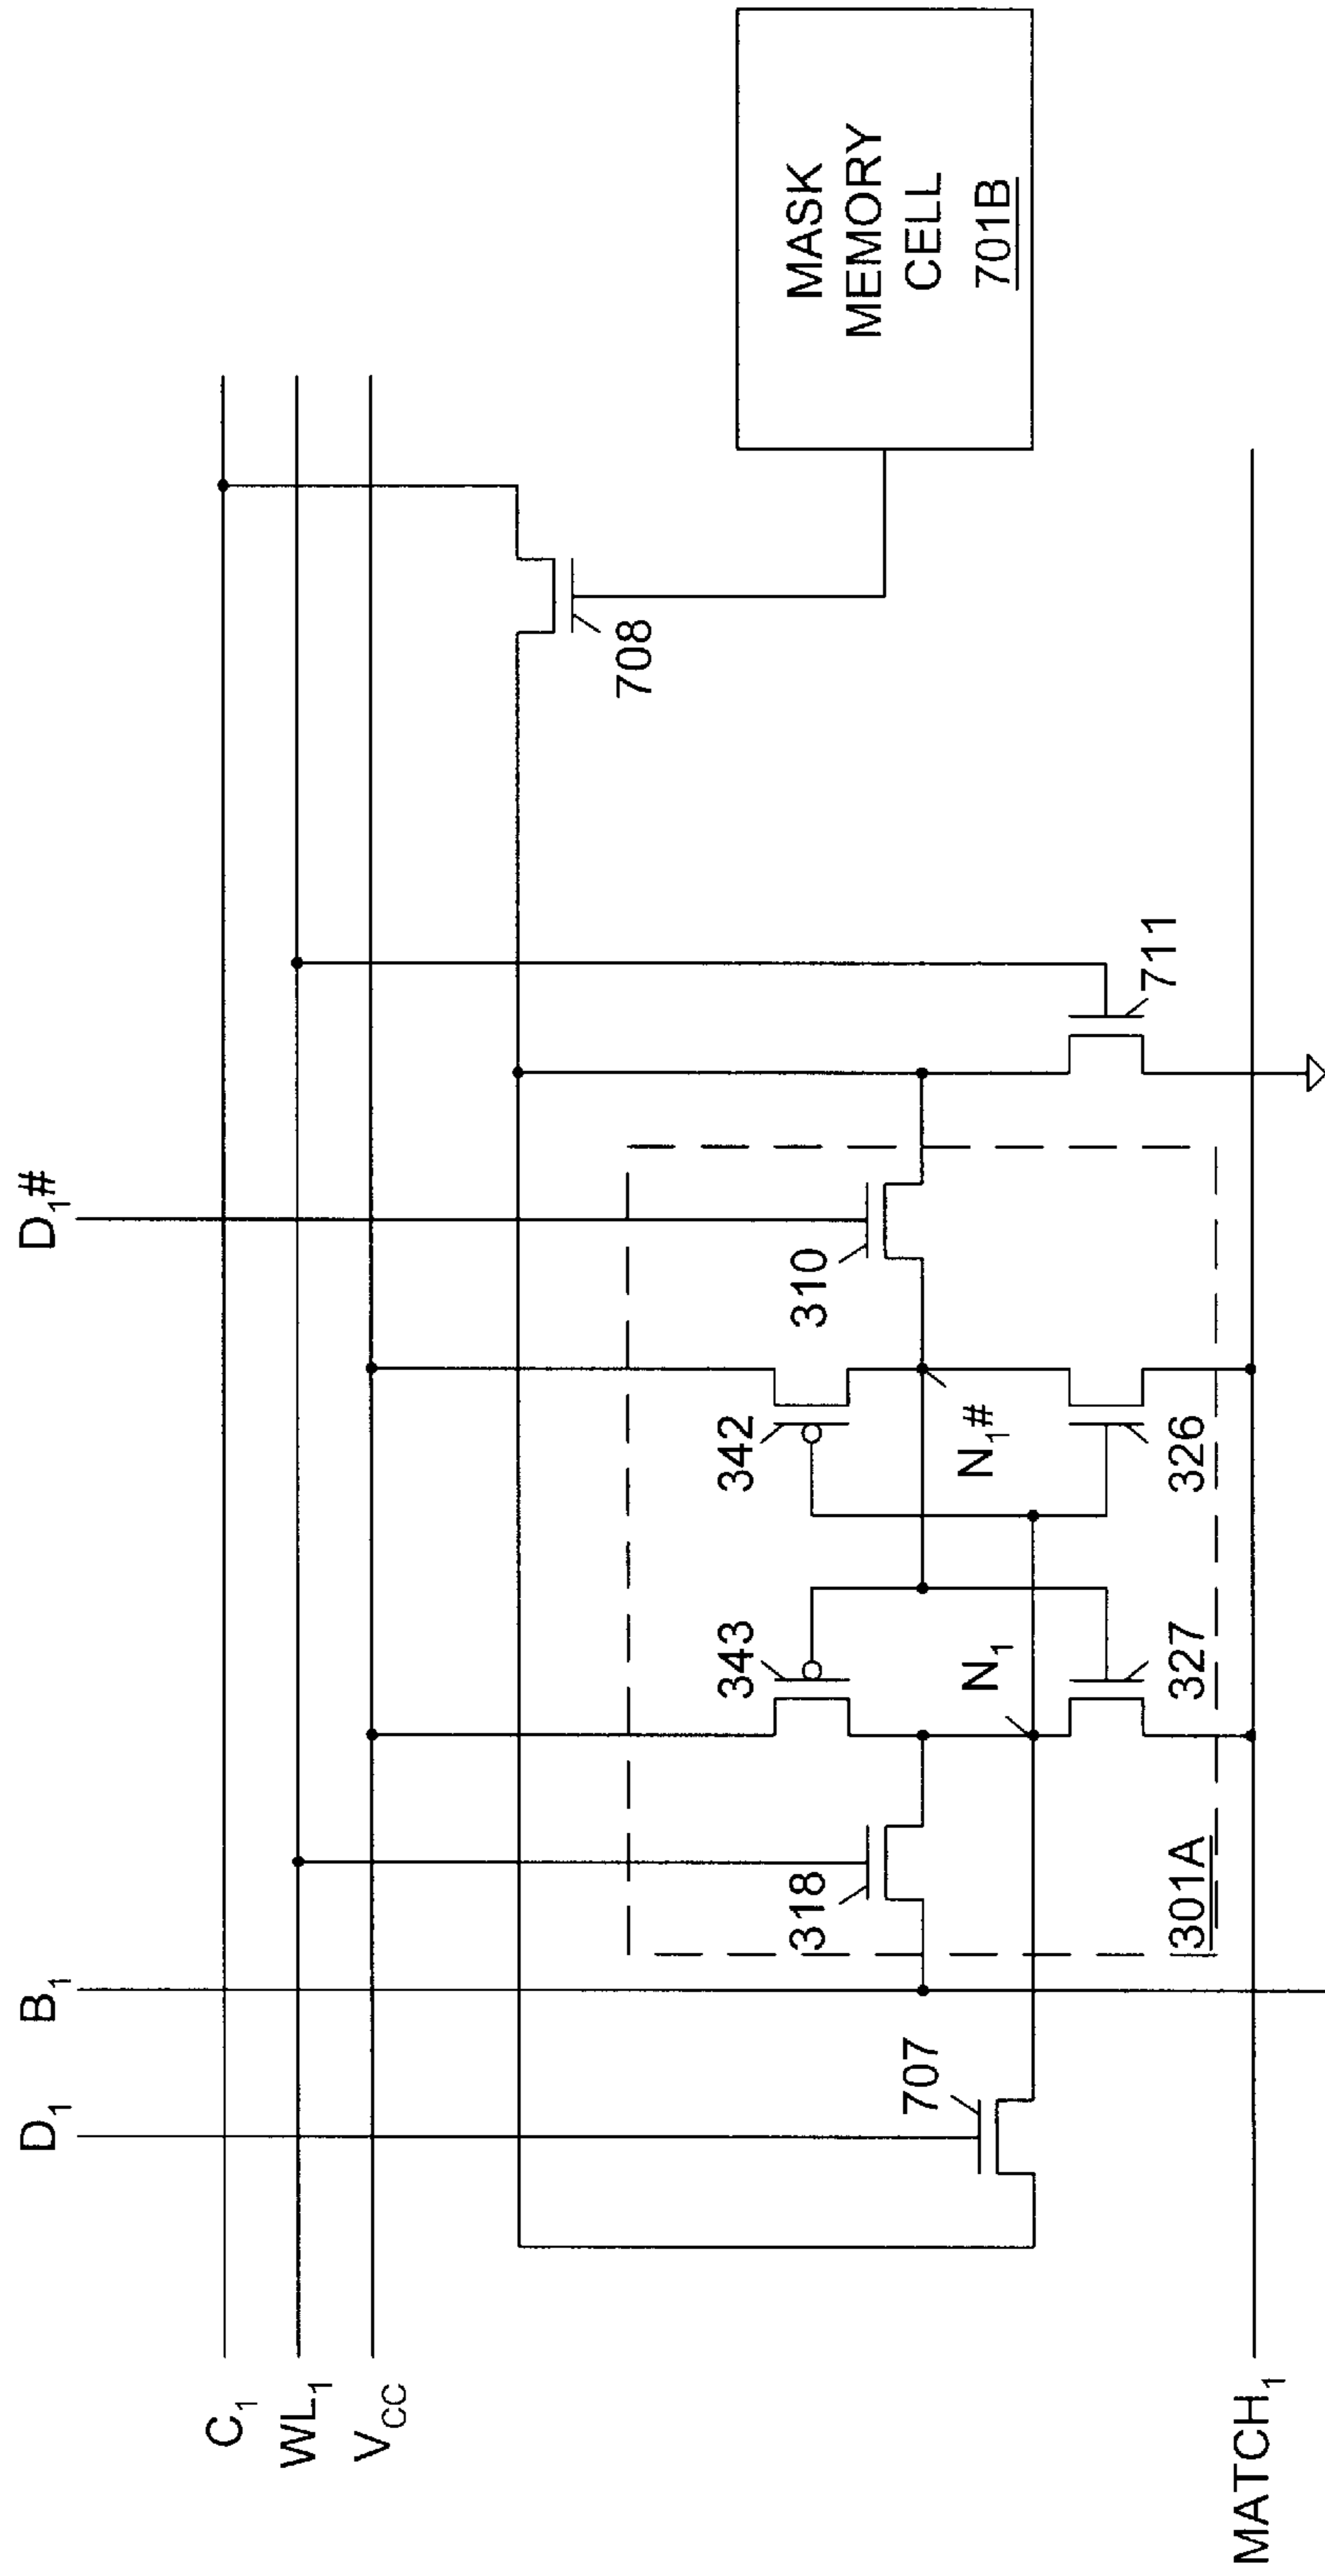 D₁
B₁
D₁#
C₁
WL₁
V_CC
708
MASK
MEMORY
CELL
701B
343
342
318
310
707
N₁
N₁#
301A
327
326
711
MATCH₁